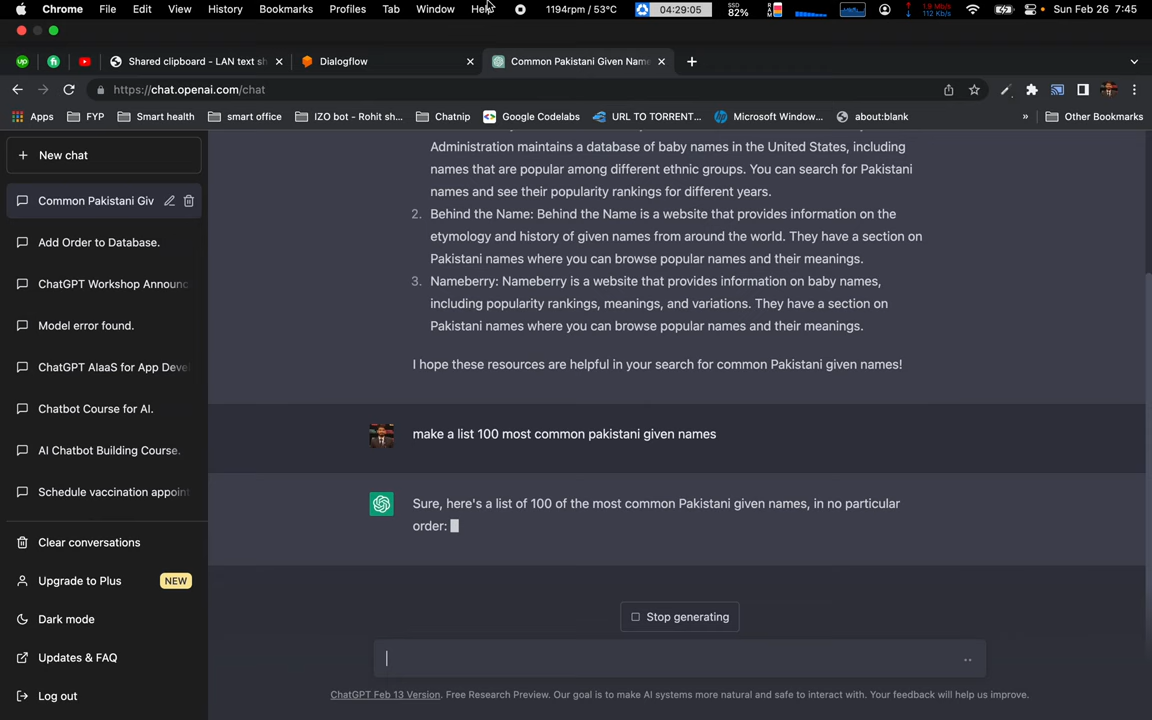 Chrome File Edit View History Bookmarks Profiles Tab Window Help 1194rpm / 53°C 04:29:05 SSD 82% 1.9 Mb/s 112 Kb/s Sun Feb 26 7:45
up fi Shared clipboard - LAN text sh Dialogflow Common Pakistani Given Name
https://chat.openai.com/chat
Apps FYP Smart health smart office IZO bot - Rohit sh... Chatnip Google Codelabs URL TO TORRENT... Microsoft Window... about:blank » Other Bookmarks
+ New chat
Common Pakistani Giv
Add Order to Database.
ChatGPT Workshop Announc
Model error found.
ChatGPT AIaaS for App Deve
Chatbot Course for AI.
AI Chatbot Building Course.
Schedule vaccination appoint
Clear conversations
Upgrade to Plus NEW
Dark mode
Updates & FAQ
Log out
Administration maintains a database of baby names in the United States, including
names that are popular among different ethnic groups. You can search for Pakistani
names and see their popularity rankings for different years.
2. Behind the Name: Behind the Name is a website that provides information on the
etymology and history of given names from around the world. They have a section on
Pakistani names where you can browse popular names and their meanings.
3. Nameberry: Nameberry is a website that provides information on baby names,
including popularity rankings, meanings, and variations. They have a section on
Pakistani names where you can browse popular names and their meanings.
I hope these resources are helpful in your search for common Pakistani given names!
make a list 100 most common pakistani given names
Sure, here's a list of 100 of the most common Pakistani given names, in no particular
order:
Stop generating
ChatGPT Feb 13 Version. Free Research Preview. Our goal is to make AI systems more natural and safe to interact with. Your feedback will help us improve.